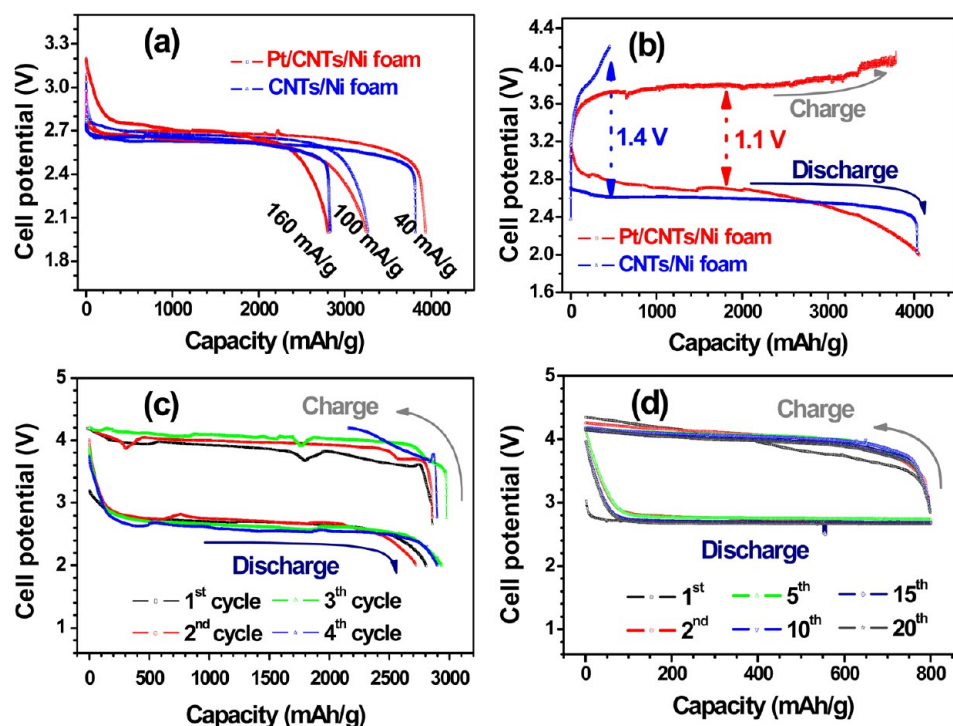 (a)
Pt/CNTs/Ni foam
CNTs/Ni foam
3.3
3.0
2.7
2.4
2.1
1.8
Cell potential (V)
160 mA/g
100 mA/g
40 mA/g
0 1000 2000 3000 4000
Capacity (mAh/g)
(b)
4.4
4.0
3.6
3.2
2.8
2.4
2.0
1.6
Cell potential (V)
Charge
1.4 V
1.1 V
Discharge
Pt/CNTs/Ni foam
CNTs/Ni foam
0 1000 2000 3000 4000
Capacity (mAh/g)
(c)
5
4
3
2
1
Cell potential (V)
Charge
Discharge
1st cycle
3th cycle
2nd cycle
4th cycle
0 500 1000 1500 2000 2500 3000
Capacity (mAh/g)
(d)
5
4
3
2
1
Cell potential (V)
Charge
Discharge
1st
5th
15th
2nd
10th
20th
0 200 400 600 800
Capacity (mAh/g)